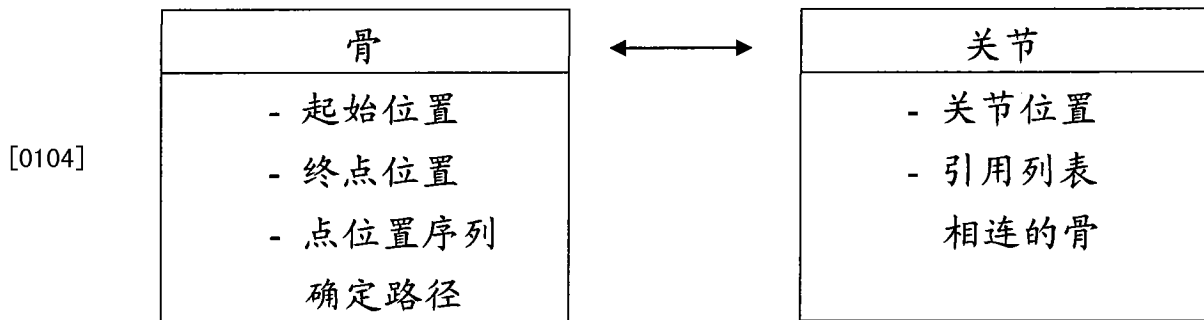 [0104]
骨
- 起始位置
- 终点位置
- 点位置序列
确定路径
关节
- 关节位置
- 引用列表
相连的骨